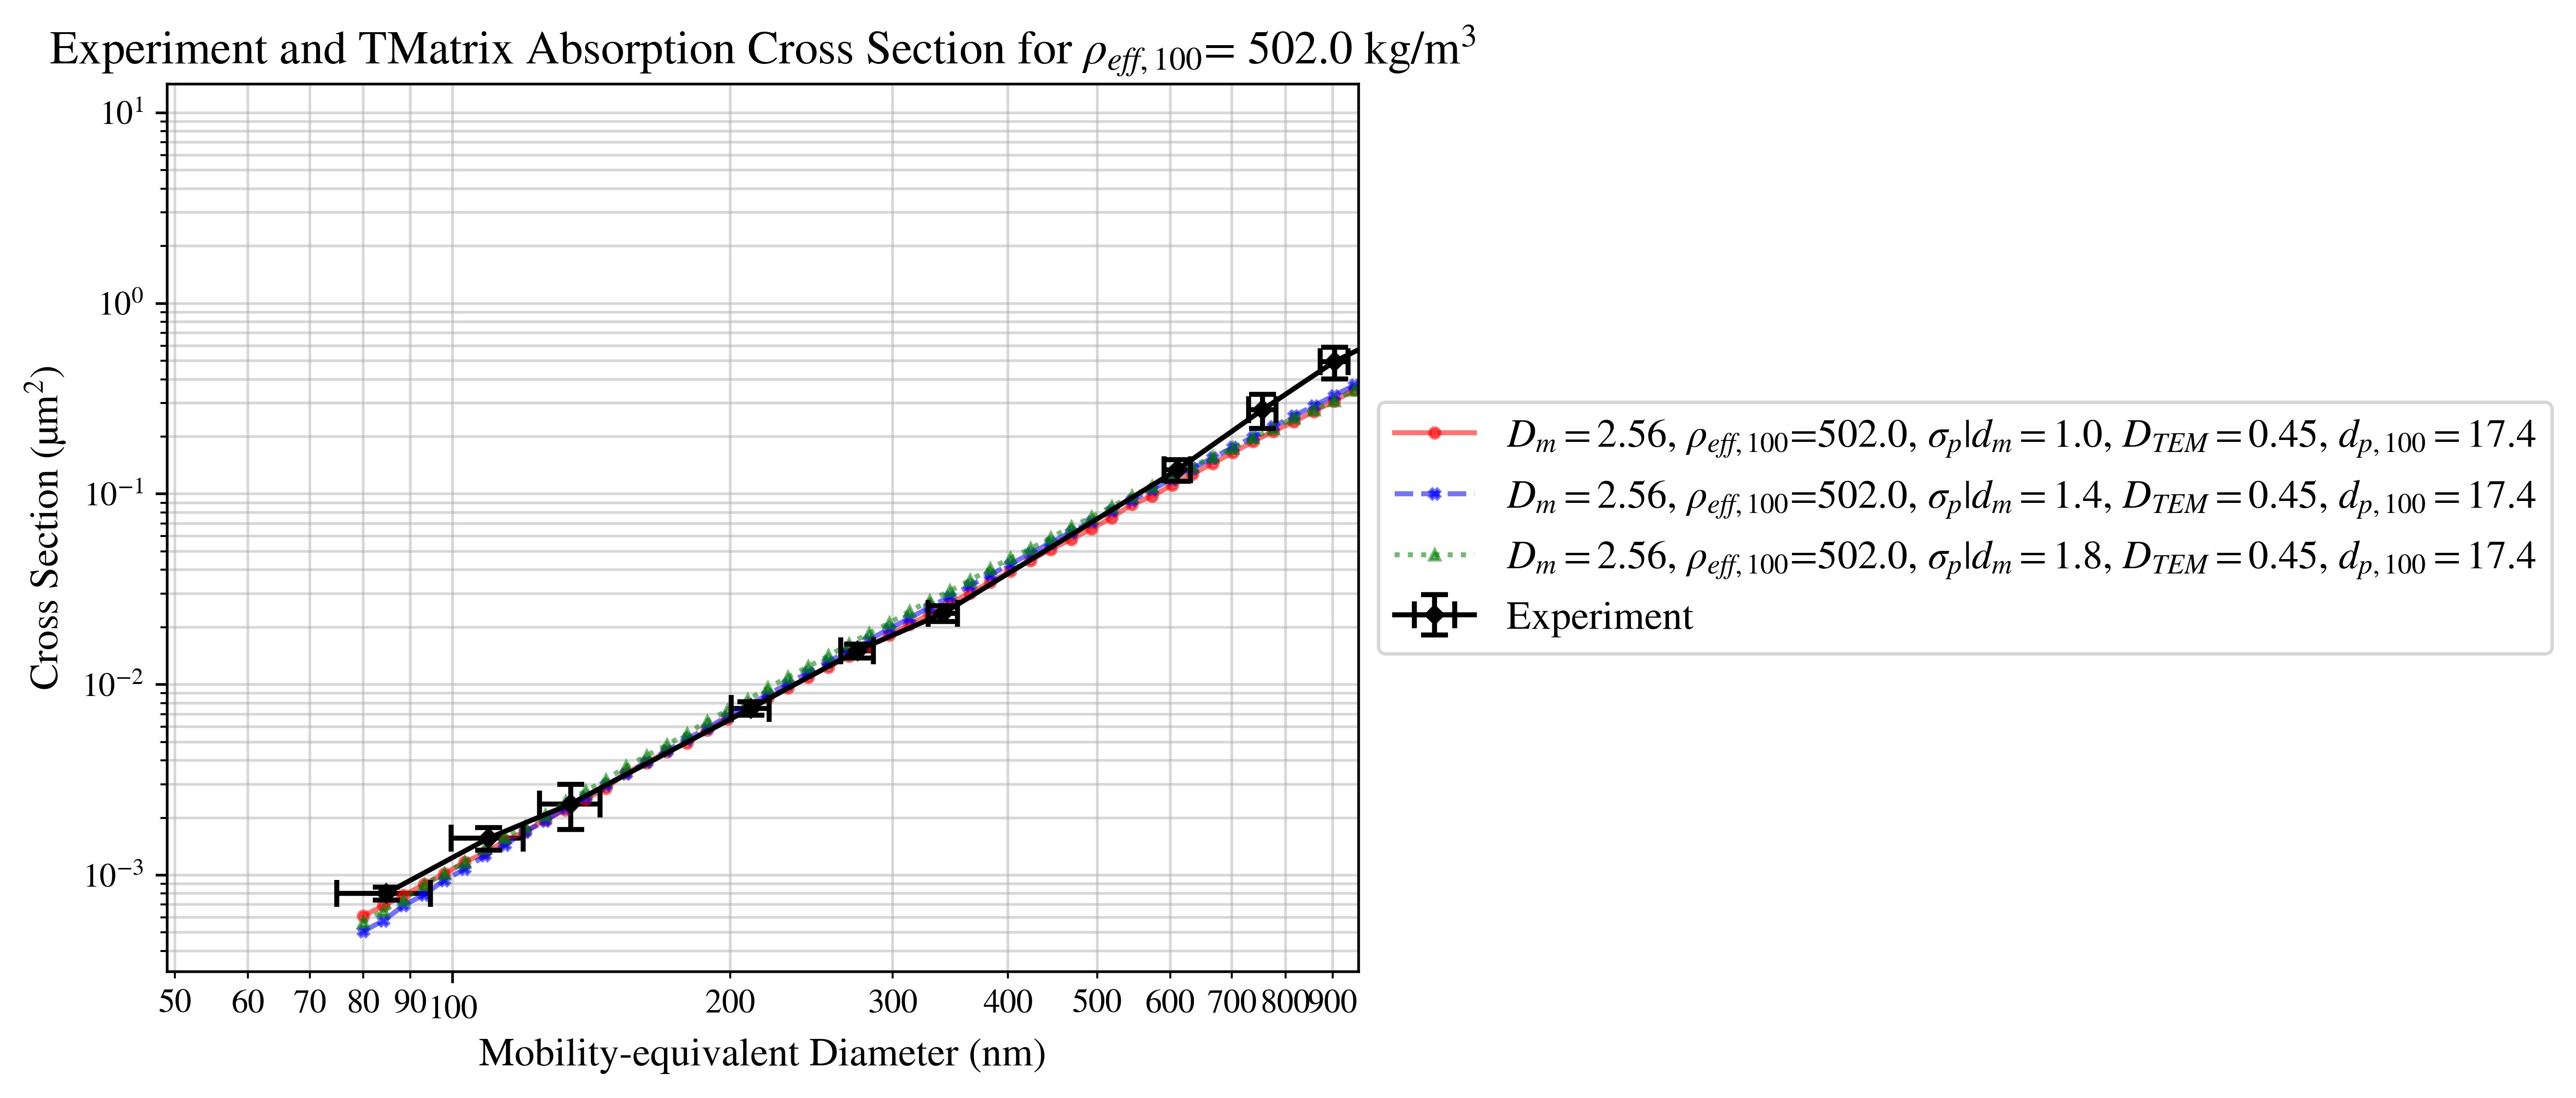 Experiment and TMatrix Absorption Cross Section for ρeff, 100= 502.0 kg/m³
10¹
10⁰
10⁻¹
10⁻²
10⁻³
Cross Section (µm²)
50 60 70 80 90 100 200 300 400 500 600 700 800 900
Mobility-equivalent Diameter (nm)
Dm = 2.56, ρeff, 100=502.0, σp|dm = 1.0, DTEM = 0.45, dp, 100 = 17.4
Dm = 2.56, ρeff, 100=502.0, σp|dm = 1.4, DTEM = 0.45, dp, 100 = 17.4
Dm = 2.56, ρeff, 100=502.0, σp|dm = 1.8, DTEM = 0.45, dp, 100 = 17.4
Experiment